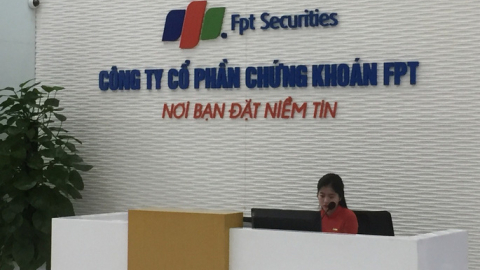 Fpt Securities
CÔNG TY CỔ PHẦN CHỨNG KHOÁN FPT
NƠI BẠN ĐẶT NIỀM TIN